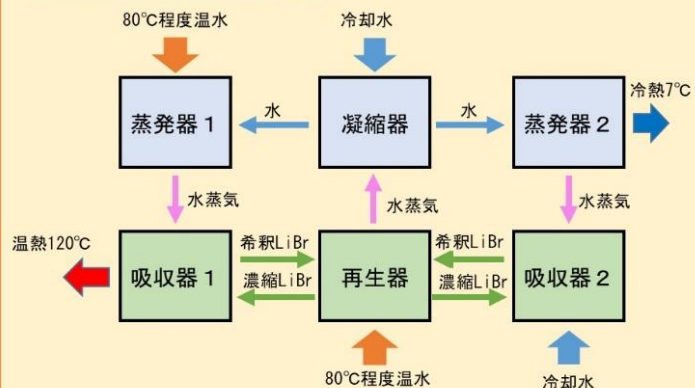 80℃程度温水
冷却水
蒸発器1
水
凝縮器
水
蒸発器2
冷熱7℃
水蒸気
水蒸気
水蒸気
温熱120℃
吸収器1
希釈LiBr
濃縮LiBr
再生器
希釈LiBr
濃縮LiBr
吸収器2
80℃程度温水
冷却水